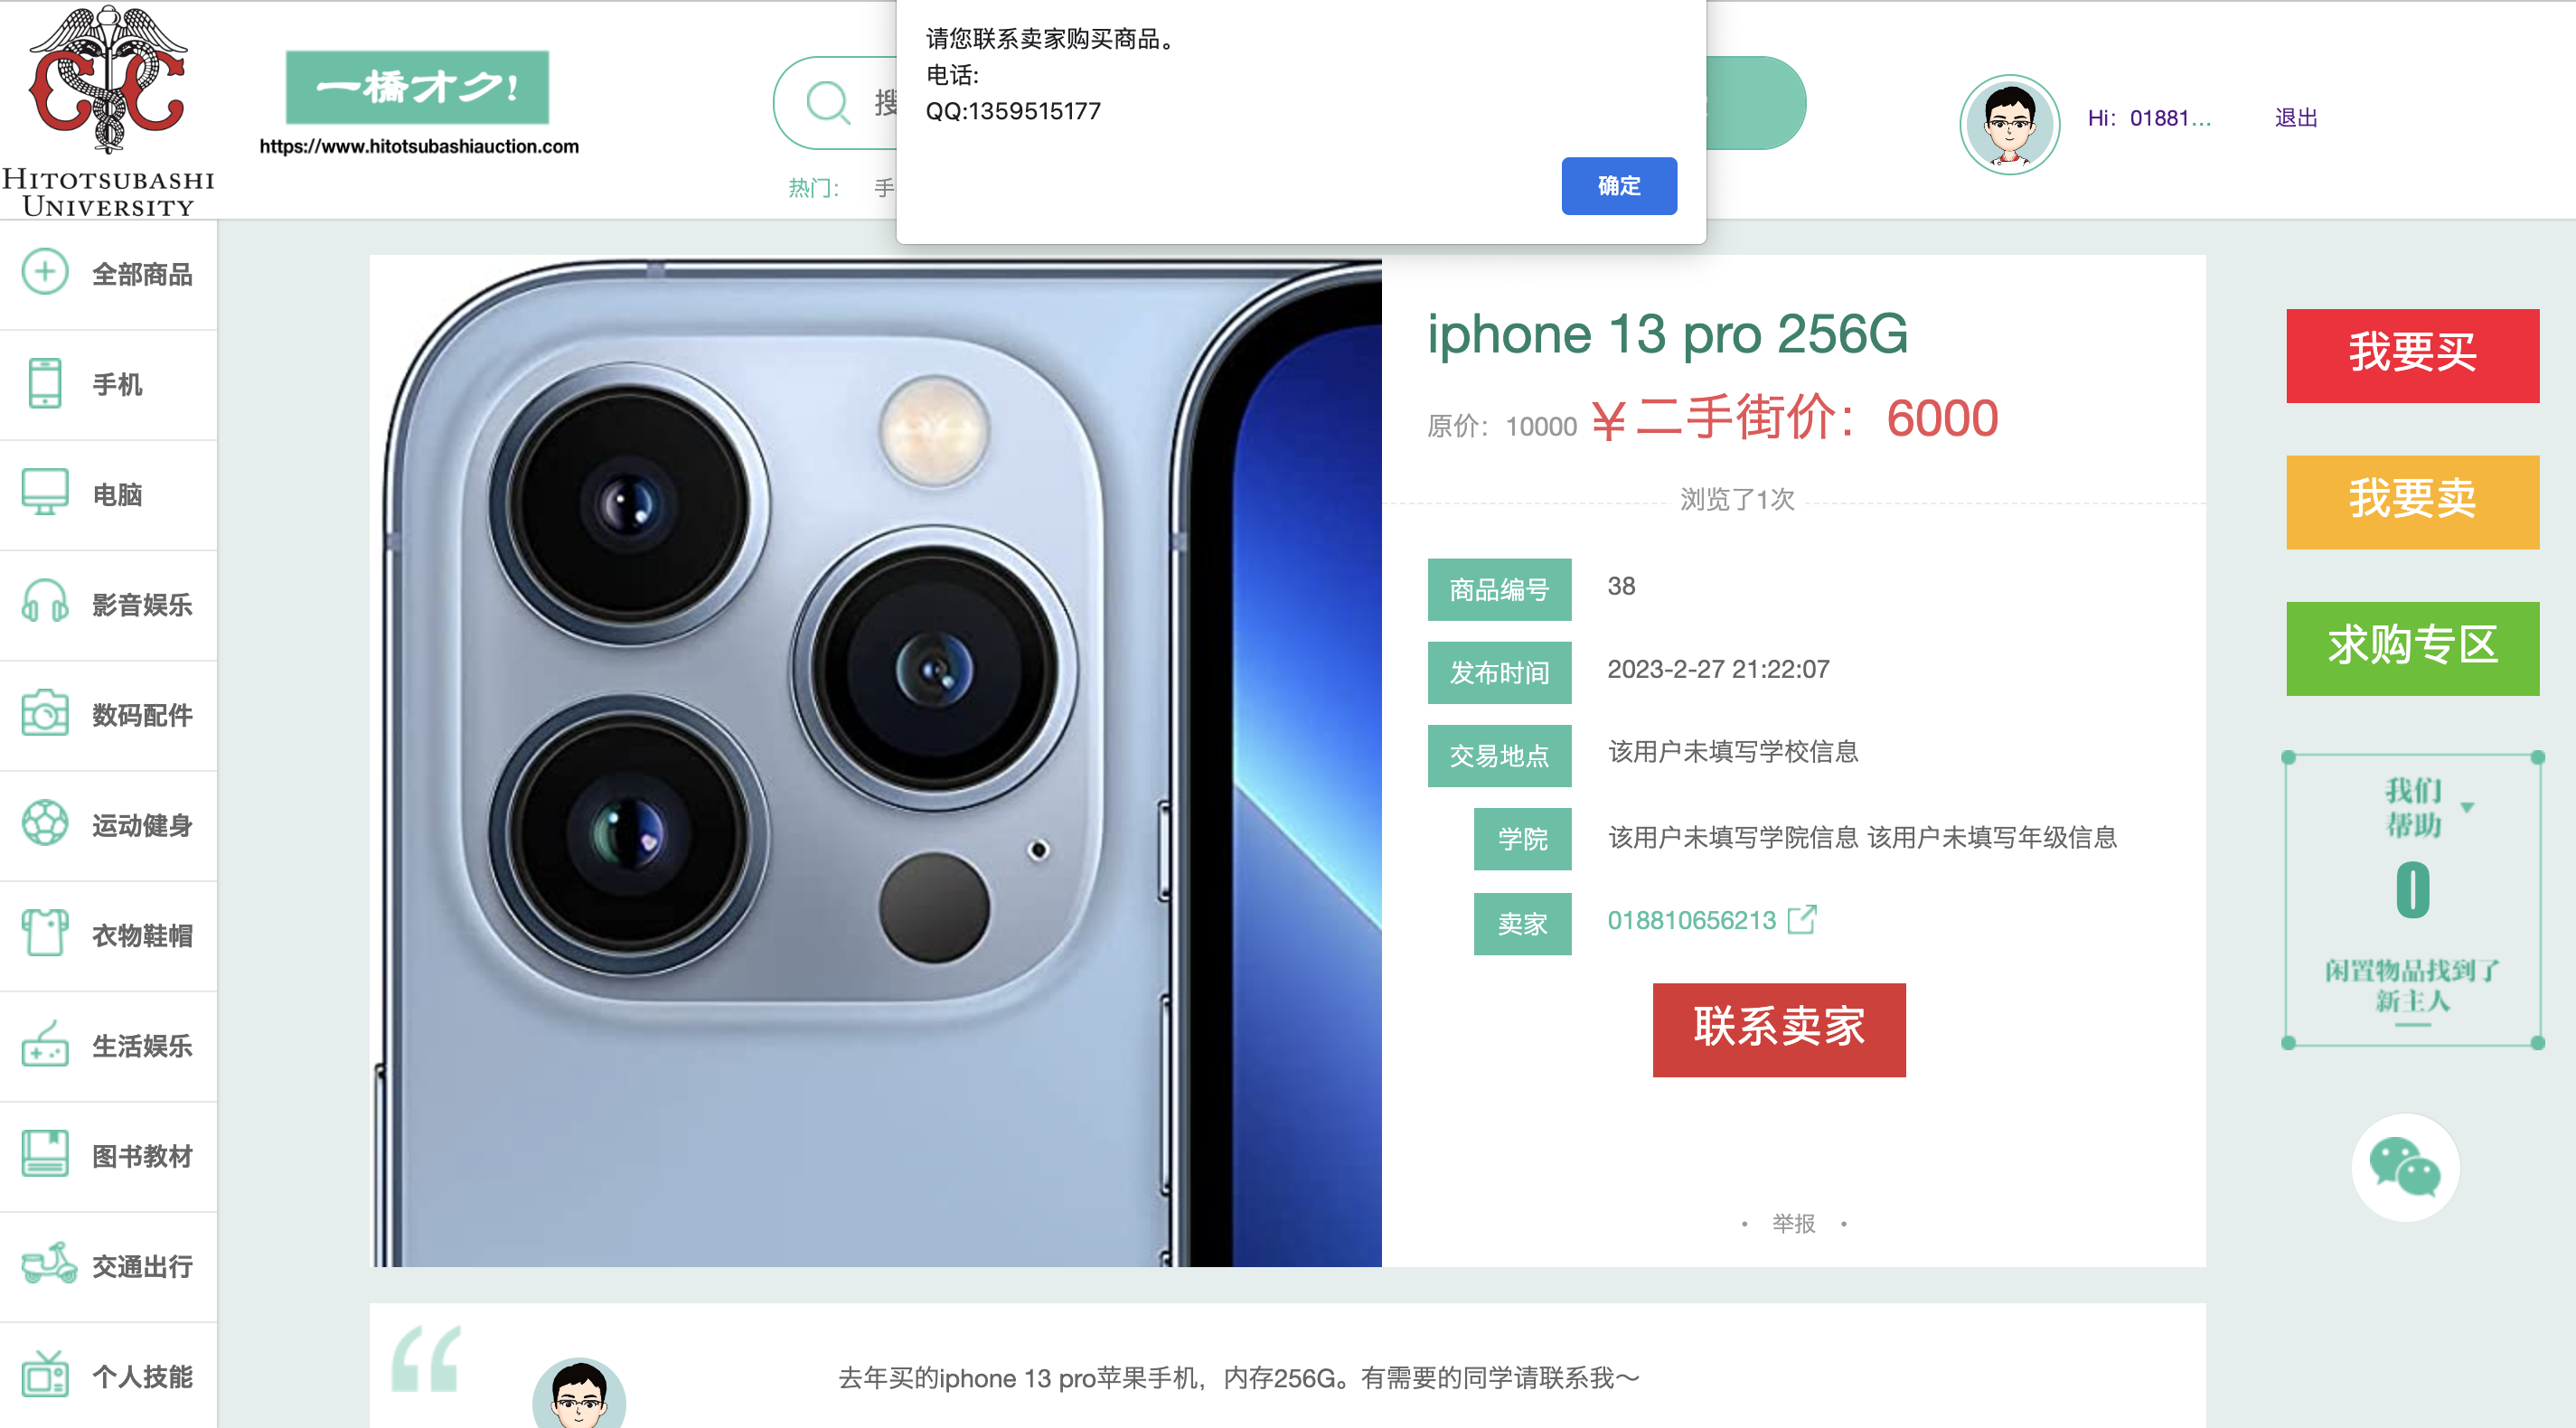 HITOTSUBASHI
UNIVERSITY
一橋オク!
https://www.hitotsubashiauction.com
搜
热门：
手
请您联系卖家购买商品。
电话:
QQ:1359515177
确定
Hi：01881...
退出
全部商品
手机
电脑
影音娱乐
数码配件
运动健身
衣物鞋帽
生活娱乐
图书教材
交通出行
个人技能
iphone 13 pro 256G
原价：10000 ￥二手街价：6000
浏览了1次
商品编号 38
发布时间 2023-2-27 21:22:07
交易地点 该用户未填写学校信息
学院 该用户未填写学院信息 该用户未填写年级信息
卖家 018810656213
联系卖家
• 举报 •
我要买
我要卖
求购专区
我们
帮助
0
闲置物品找到了
新主人
去年买的iphone 13 pro苹果手机，内存256G。有需要的同学请联系我～